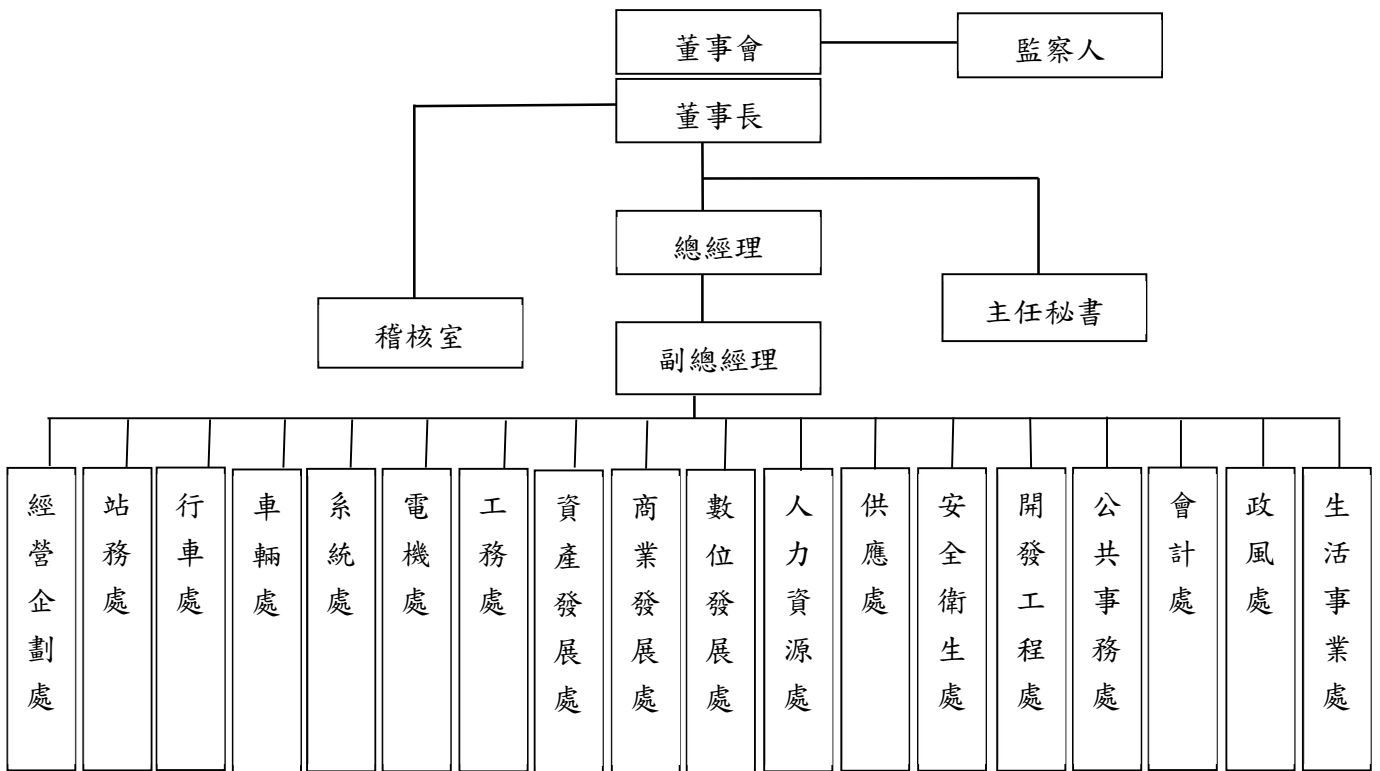 董事會
監察人
董事長
總經理
主任秘書
稽核室
副總經理
經營企劃處
站務處
行車處
車輛處
系統處
電機處
工務處
資產發展處
商業發展處
數位發展處
人力資源處
供應處
安全衛生處
開發工程處
公共事務處
會計處
政風處
生活事業處